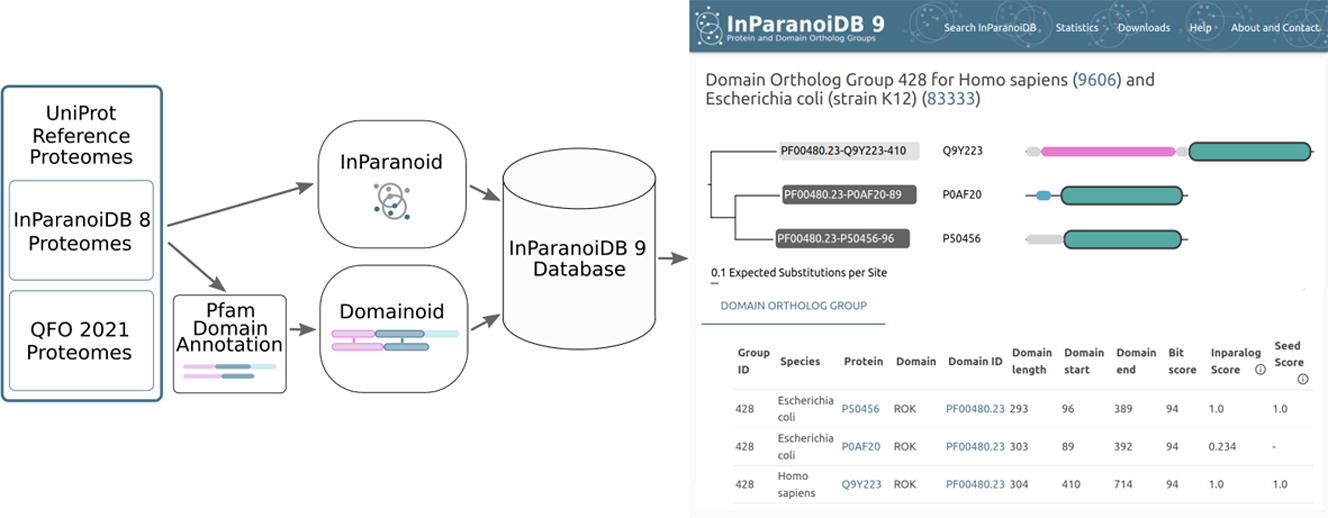 UniProt
Reference
Proteomes
InParanoiDB 8
Proteomes
QFO 2021
Proteomes
Pfam
Domain
Annotation
InParanoid
Domainoid
InParanoiDB 9
Database
InParanoiDB 9
Protein and Domain Ortholog Groups
Search InParanoiDB Statistics Downloads Help About and Contact
Domain Ortholog Group 428 for Homo sapiens (9606) and
Escherichia coli (strain K12) (83333)
PF00480.23-Q9Y223-410 Q9Y223
PF00480.23-P0AF20-89 P0AF20
PF00480.23-P50456-96 P50456
0.1 Expected Substitutions per Site
DOMAIN ORTHOLOG GROUP
Group ID Species Protein Domain Domain ID Domain length Domain start Domain end Bit score Inparalog Score Seed Score
428 Escherichia coli P50456 ROK PF00480.23 293 96 389 94 1.0 1.0
428 Escherichia coli P0AF20 ROK PF00480.23 303 89 392 94 0.234 -
428 Homo sapiens Q9Y223 ROK PF00480.23 304 410 714 94 1.0 1.0